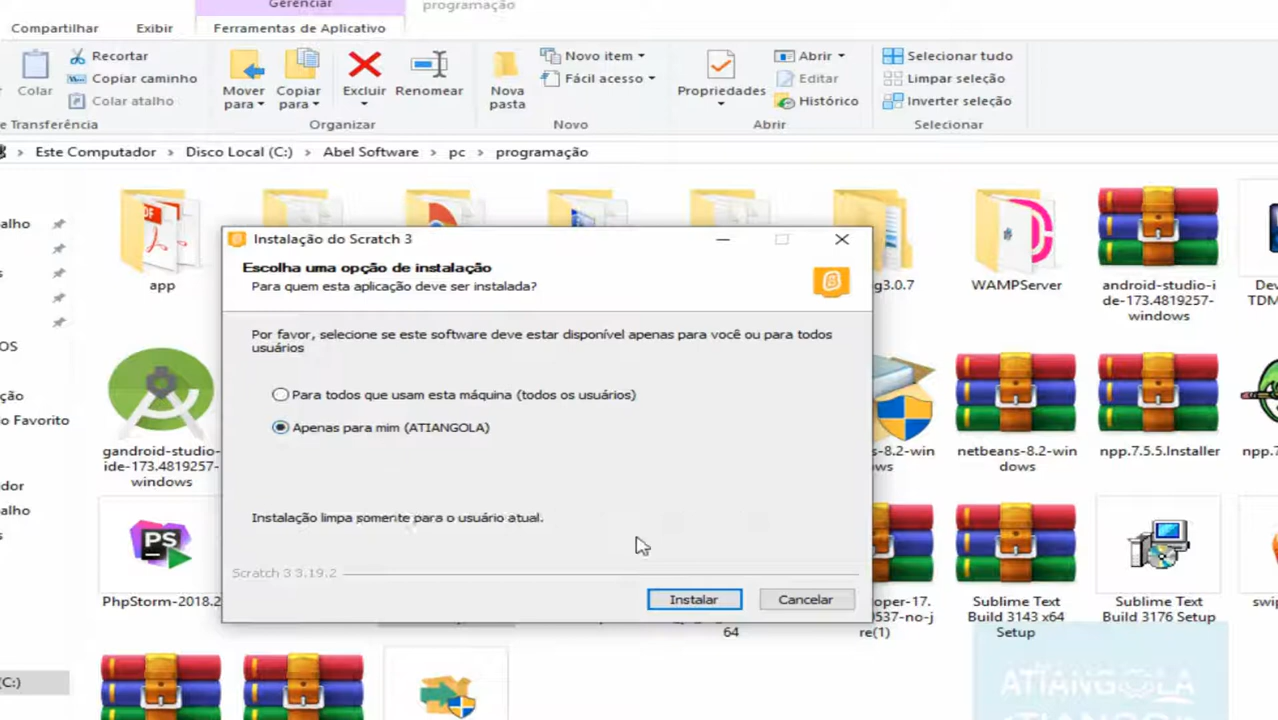 Gerenciar
programação
Compartilhar
Exibir
Ferramentas de Aplicativo
Colar
Recortar
Copiar caminho
Colar atalho
Mover para
Copiar para
Excluir
Renomear
Nova pasta
Novo item
Fácil acesso
Propriedades
Abrir
Editar
Histórico
Selecionar tudo
Limpar seleção
Inverter seleção
e Transferência
Organizar
Novo
Abrir
Selecionar
Este Computador > Disco Local (C:) > Abel Software > pc > programação
Instalação do Scratch 3
Escolha uma opção de instalação
Para quem esta aplicação deve ser instalada?
Por favor, selecione se este software deve estar disponível apenas para você ou para todos
usuários
Para todos que usam esta máquina (todos os usuários)
Apenas para mim (ATIANGOLA)
Instalação limpa somente para o usuário atual.
Scratch 3 3.19.2
Instalar
Cancelar
app
g3.0.7
WAMPServer
android-studio-i
de-173.4819257-
windows
TDM
o Favorito
gandroid-studio-
ide-173.4819257-
windows
s-8.2-win
ws
netbeans-8.2-win
dows
npp.7.5.5.Installer
npp.7
PS
PhpStorm-2018.2
64
oper-17.
0537-no-j
re(1)
Sublime Text
Build 3143 x64
Setup
Sublime Text
Build 3176 Setup
swip
(C:)
ATIANGOLA